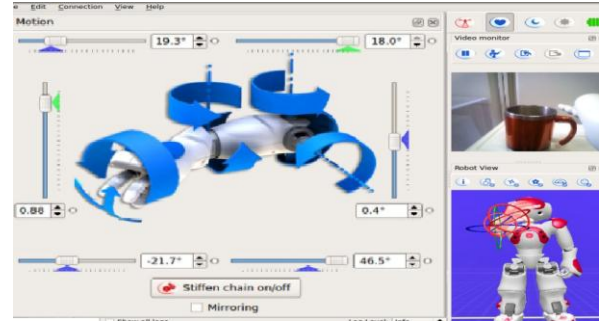 Edit Connection View Help
Motion
19.3°
18.0°
Video monitor
0.88
0.4°
Robot View
-21.7°
46.5°
Stiffen chain on/off
Mirroring